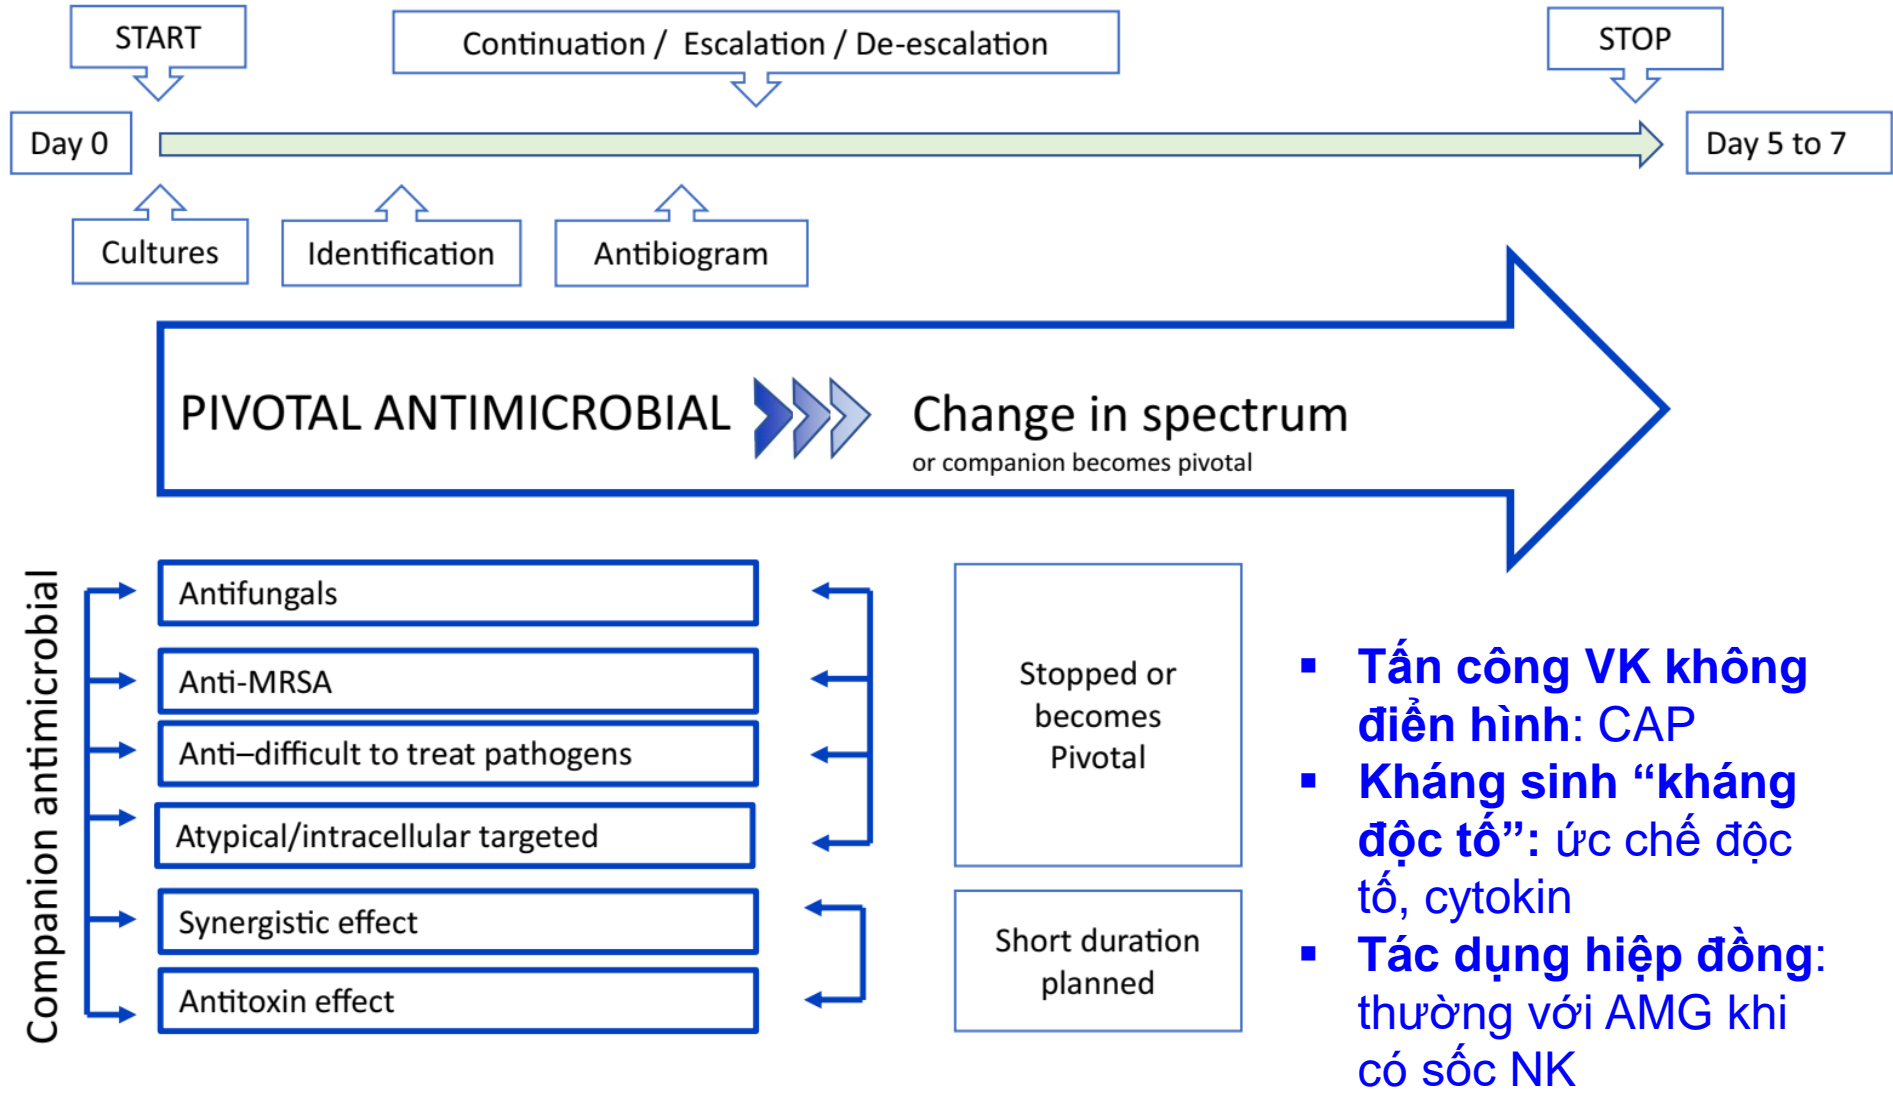 START
Continuation / Escalation / De-escalation
STOP
Day 0
Day 5 to 7
Cultures
Identification
Antibiogram
PIVOTAL ANTIMICROBIAL
Change in spectrum
or companion becomes pivotal
Companion antimicrobial
Antifungals
Anti-MRSA
Anti–difficult to treat pathogens
Atypical/intracellular targeted
Synergistic effect
Antitoxin effect
Stopped or
becomes
Pivotal
Short duration
planned
▪ Tấn công VK không
điển hình: CAP
▪ Kháng sinh “kháng
độc tố”: ức chế độc
tố, cytokin
▪ Tác dụng hiệp đồng:
thường với AMG khi
có sốc NK